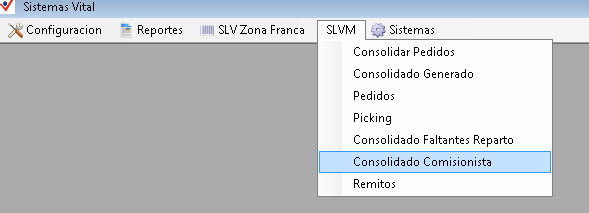 Sistemas Vital
Configuracion Reportes SLV Zona Franca SLVM Sistemas
Consolidar Pedidos
Consolidado Generado
Pedidos
Picking
Consolidado Faltantes Reparto
Consolidado Comisionista
Remitos